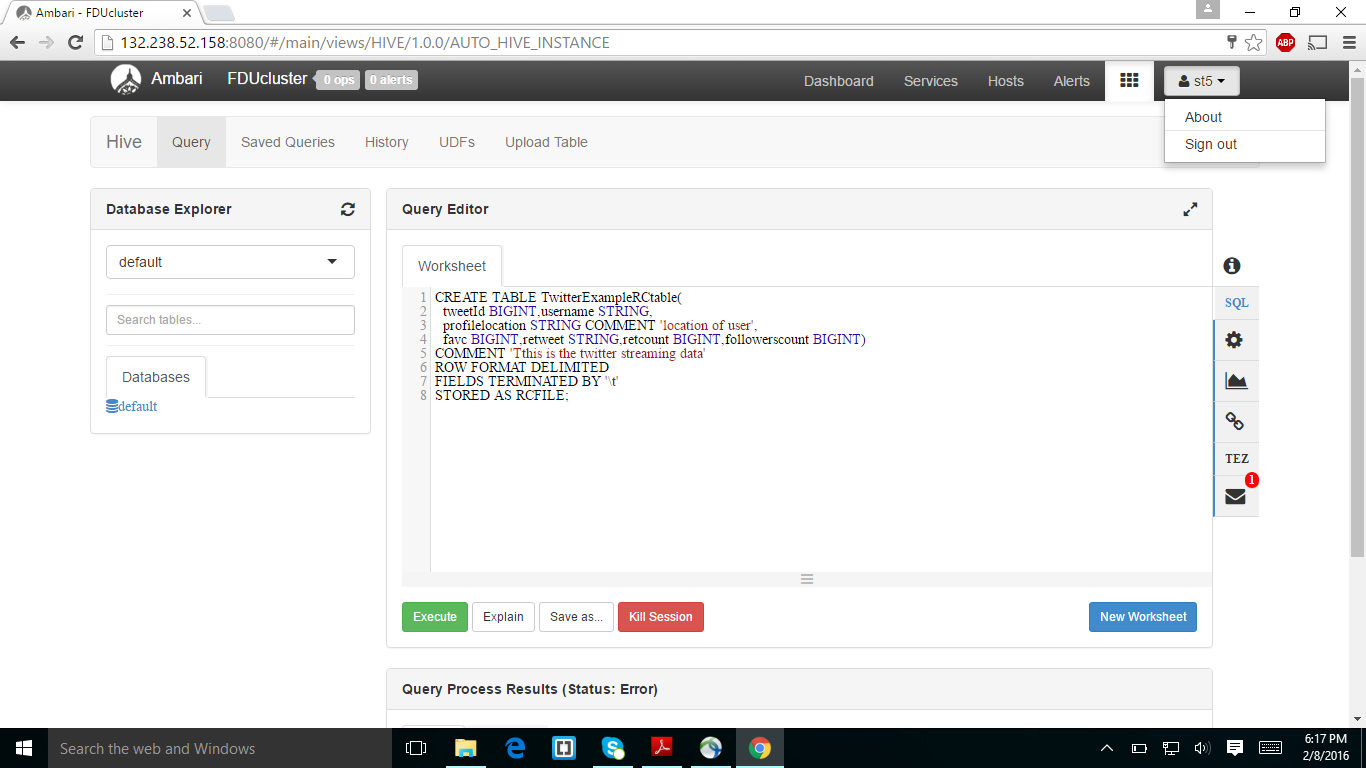 Ambari - FDUcluster
132.238.52.158:8080/#/main/views/HIVE/1.0.0/AUTO_HIVE_INSTANCE
ABP
Ambari FDUcluster 0 ops 0 alerts Dashboard Services Hosts Alerts st5
About
Sign out
Hive Query Saved Queries History UDFs Upload Table
Database Explorer
default
Search tables...
Databases
default
Query Editor
Worksheet
1 CREATE TABLE TwitterExampleRCtable(
2 tweetId BIGINT,username STRING,
3 profilelocation STRING COMMENT 'location of user',
4 favc BIGINT,retweet STRING,retcount BIGINT,followerscount BIGINT)
5 COMMENT 'Tthis is the twitter streaming data'
6 ROW FORMAT DELIMITED
7 FIELDS TERMINATED BY '\t'
8 STORED AS RCFILE;
SQL
TEZ
1
Execute Explain Save as... Kill Session New Worksheet
Query Process Results (Status: Error)
Search the web and Windows
6:17 PM
2/8/2016